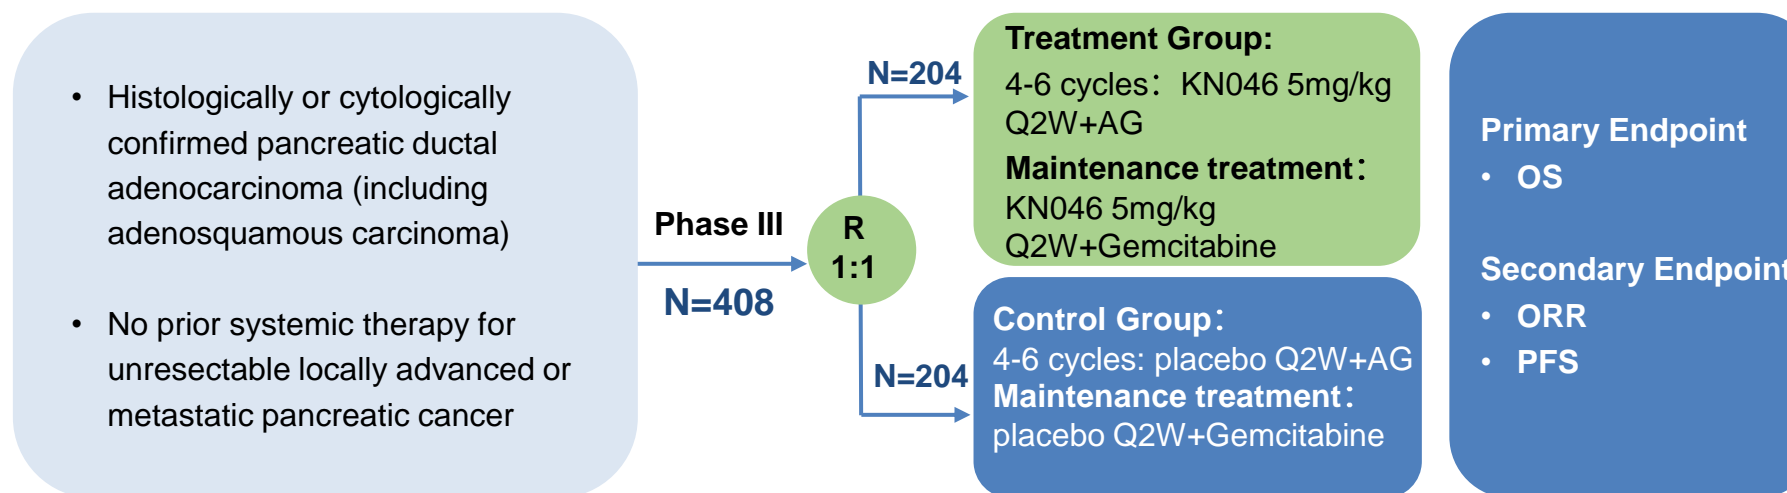 • Histologically or cytologically
confirmed pancreatic ductal
adenocarcinoma (including
adenosquamous carcinoma)
• No prior systemic therapy for
unresectable locally advanced or
metastatic pancreatic cancer
Phase III
N=408
R
1:1
N=204
N=204
Treatment Group:
4-6 cycles：KN046 5mg/kg
Q2W+AG
Maintenance treatment：
KN046 5mg/kg
Q2W+Gemcitabine
Control Group：
4-6 cycles: placebo Q2W+AG
Maintenance treatment：
placebo Q2W+Gemcitabine
Primary Endpoint
• OS
Secondary Endpoint
• ORR
• PFS